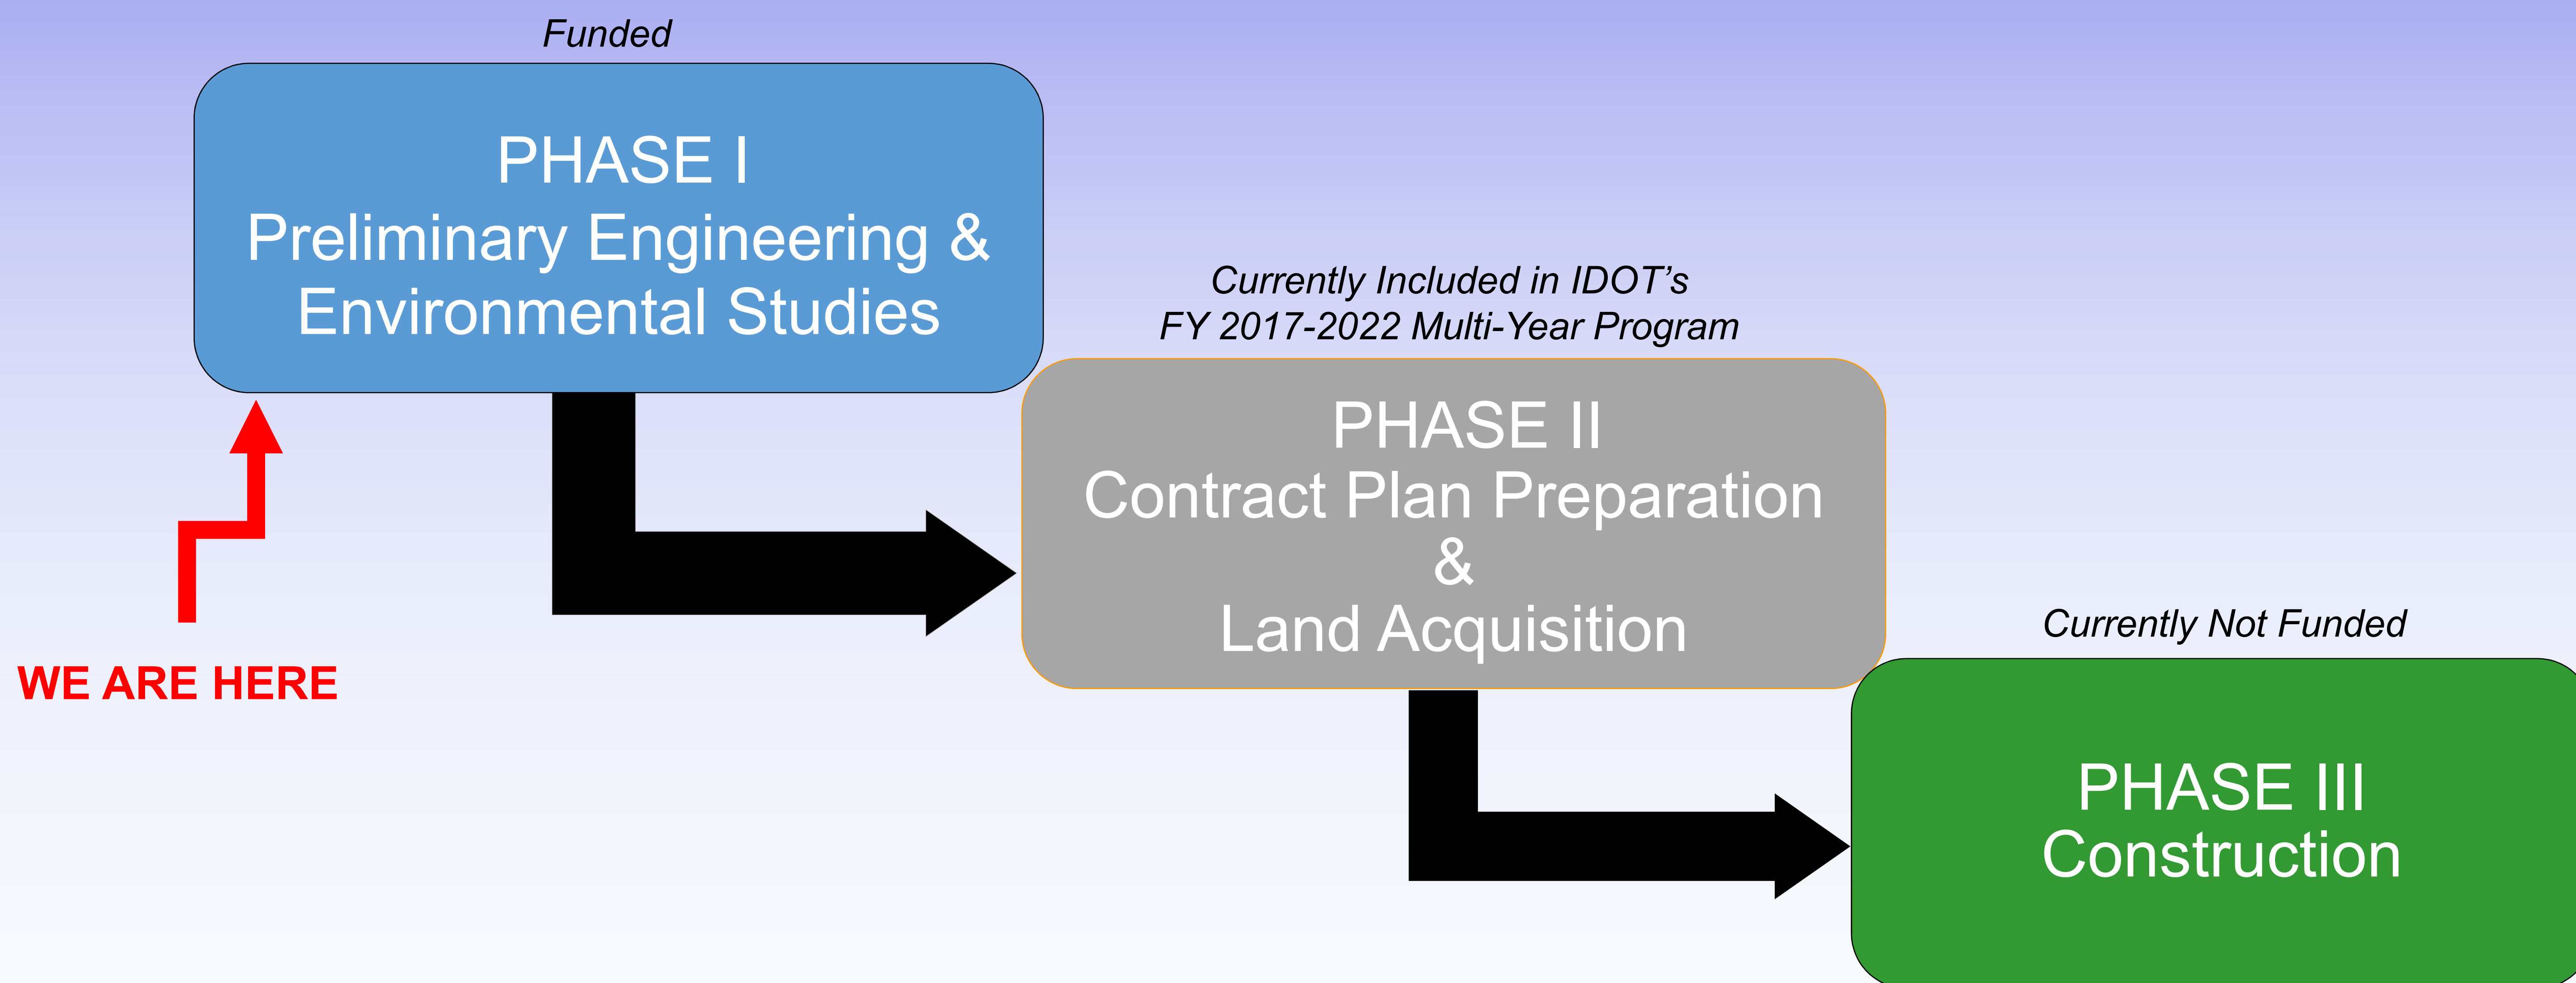 Funded
PHASE I
Preliminary Engineering &
Environmental Studies
Currently Included in IDOT’s
FY 2017-2022 Multi-Year Program
PHASE II
Contract Plan Preparation
&
Land Acquisition
WE ARE HERE
Currently Not Funded
PHASE III
Construction